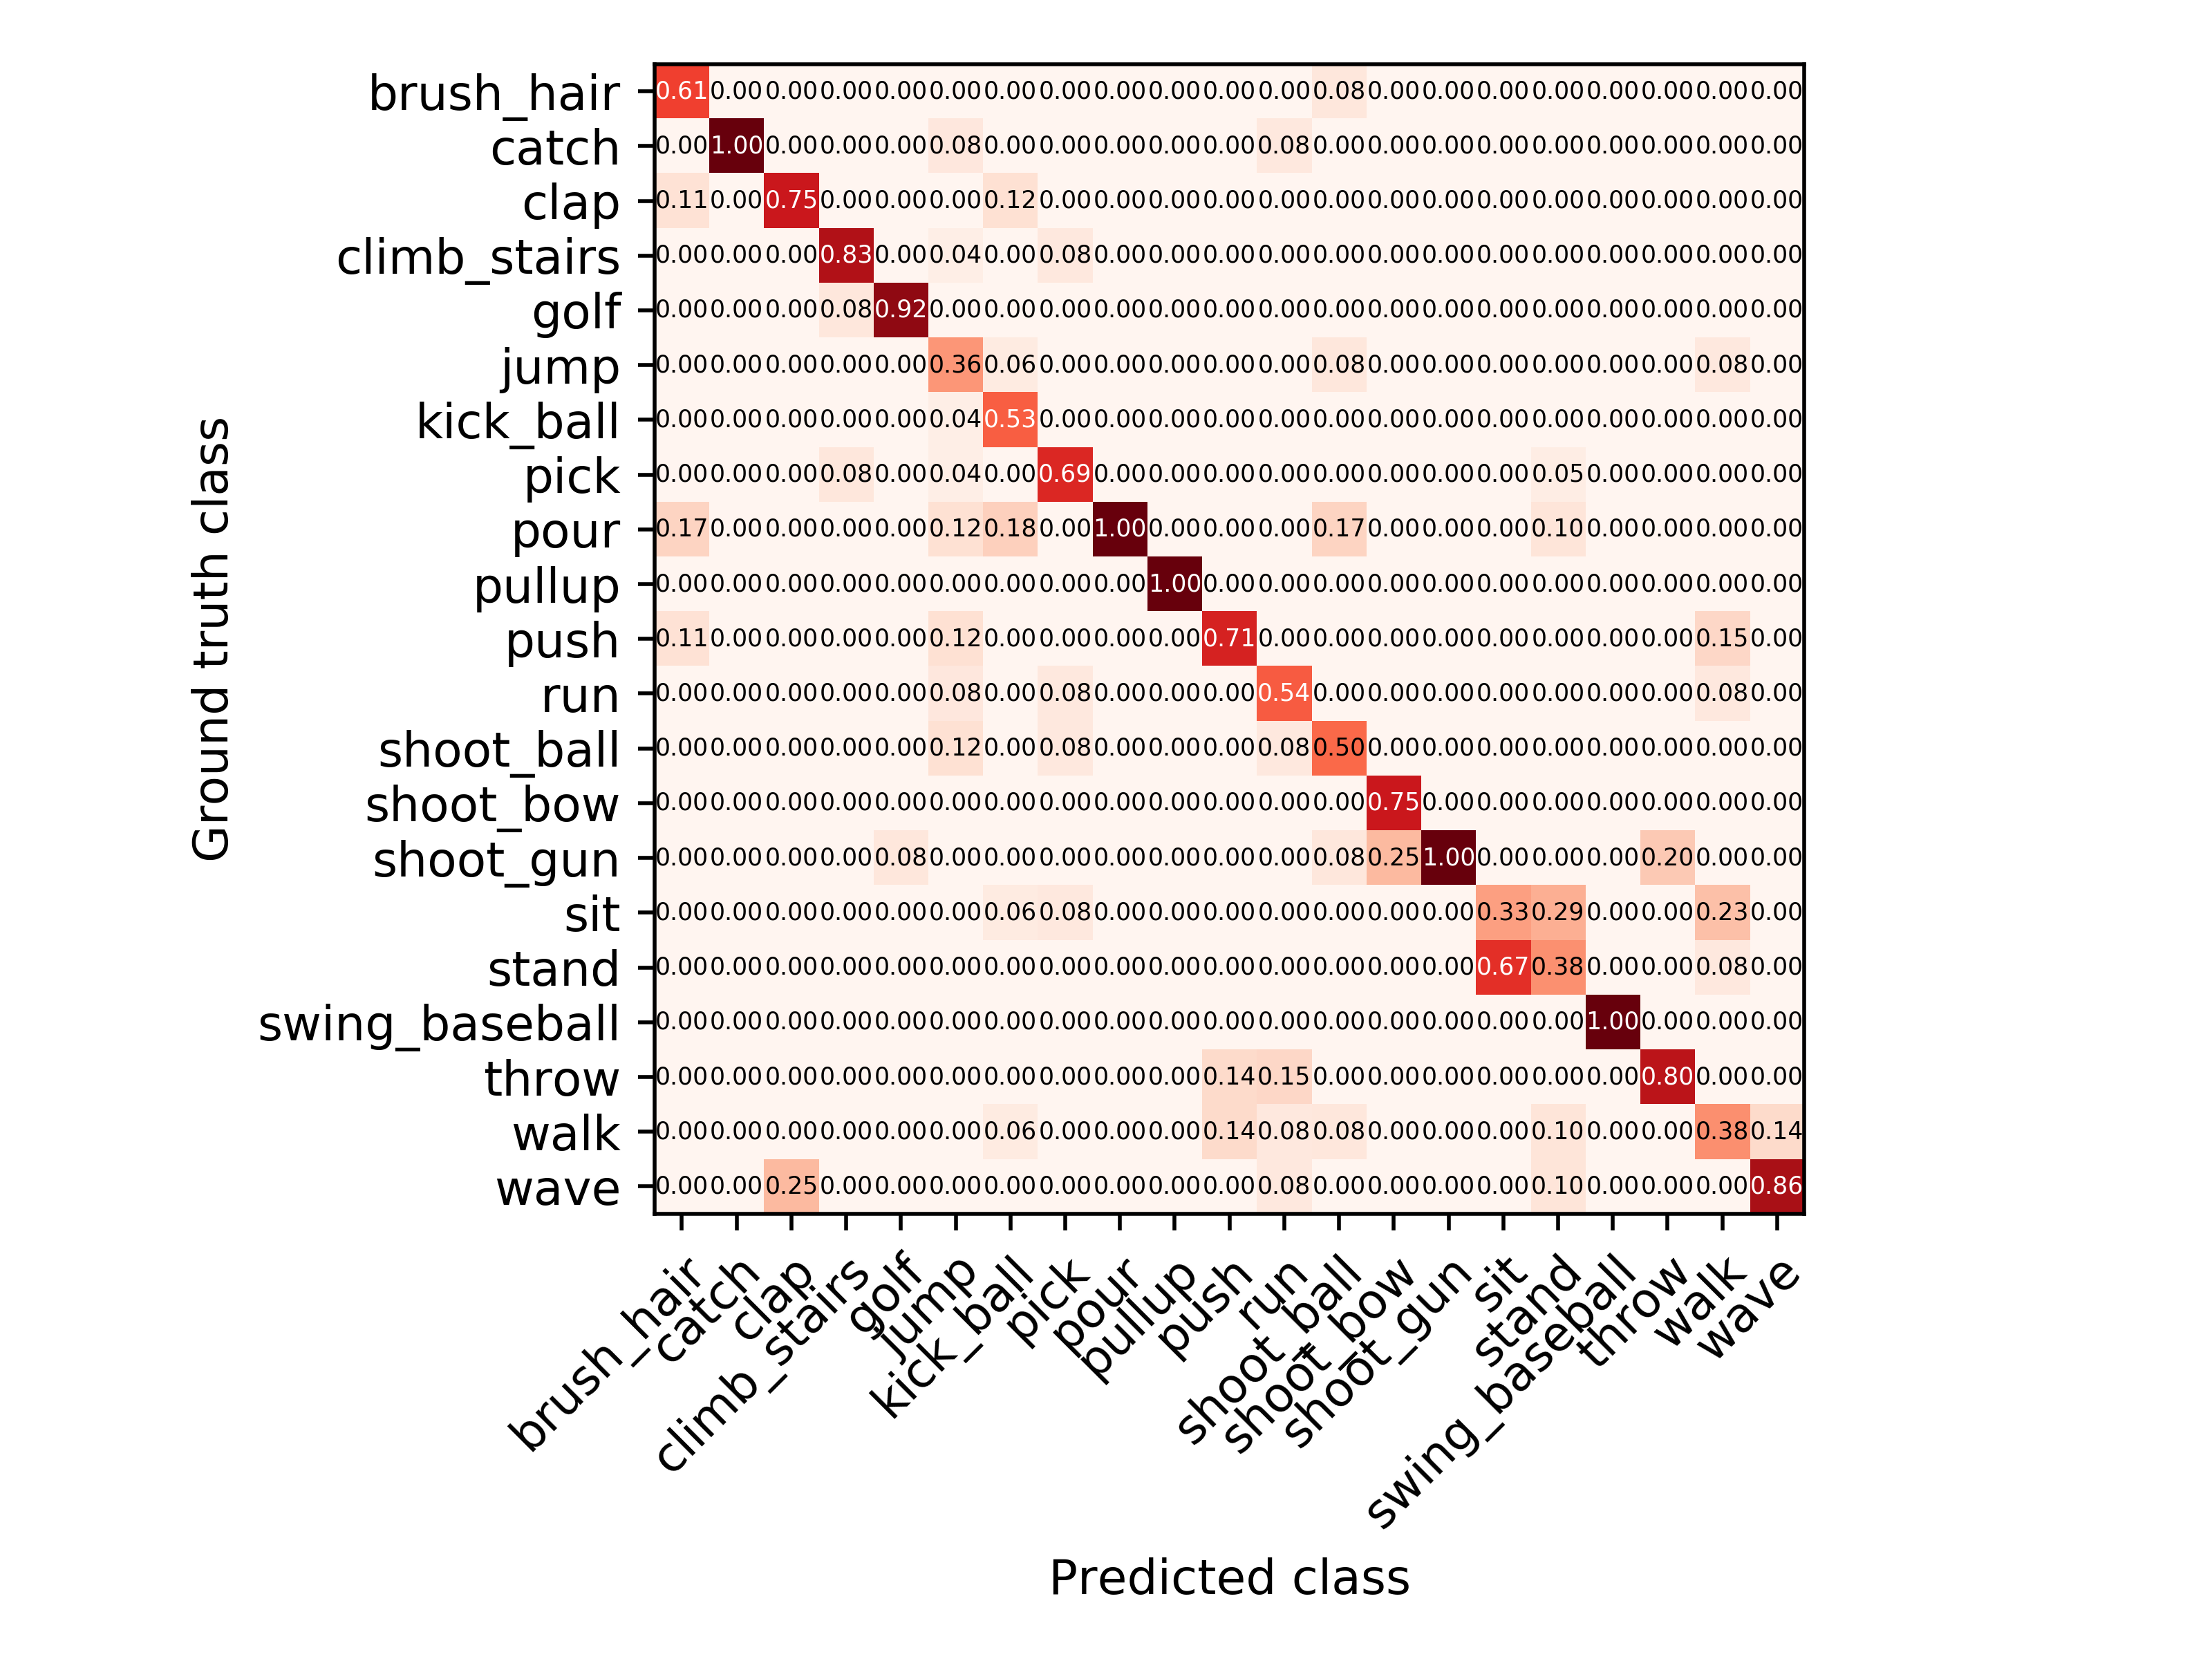 brush_hair 0.61 0.00 0.00 0.00 0.00 0.00 0.00 0.00 0.00 0.00 0.00 0.00 0.08 0.00 0.00 0.00 0.00 0.00 0.00 0.00 0.00
catch 0.00 1.00 0.00 0.00 0.00 0.08 0.00 0.00 0.00 0.00 0.00 0.08 0.00 0.00 0.00 0.00 0.00 0.00 0.00 0.00 0.00
clap 0.11 0.00 0.75 0.00 0.00 0.00 0.12 0.00 0.00 0.00 0.00 0.00 0.00 0.00 0.00 0.00 0.00 0.00 0.00 0.00 0.00
climb_stairs 0.00 0.00 0.00 0.83 0.00 0.04 0.00 0.08 0.00 0.00 0.00 0.00 0.00 0.00 0.00 0.00 0.00 0.00 0.00 0.00 0.00
golf 0.00 0.00 0.00 0.08 0.92 0.00 0.00 0.00 0.00 0.00 0.00 0.00 0.00 0.00 0.00 0.00 0.00 0.00 0.00 0.00 0.00
jump 0.00 0.00 0.00 0.00 0.00 0.36 0.06 0.00 0.00 0.00 0.00 0.00 0.08 0.00 0.00 0.00 0.00 0.00 0.00 0.08 0.00
kick_ball 0.00 0.00 0.00 0.00 0.00 0.04 0.53 0.00 0.00 0.00 0.00 0.00 0.00 0.00 0.00 0.00 0.00 0.00 0.00 0.00 0.00
pick 0.00 0.00 0.00 0.08 0.00 0.04 0.00 0.69 0.00 0.00 0.00 0.00 0.00 0.00 0.00 0.00 0.05 0.00 0.00 0.00 0.00
pour 0.17 0.00 0.00 0.00 0.00 0.12 0.18 0.00 1.00 0.00 0.00 0.00 0.17 0.00 0.00 0.00 0.10 0.00 0.00 0.00 0.00
pullup 0.00 0.00 0.00 0.00 0.00 0.00 0.00 0.00 0.00 1.00 0.00 0.00 0.00 0.00 0.00 0.00 0.00 0.00 0.00 0.00 0.00
push 0.11 0.00 0.00 0.00 0.00 0.12 0.00 0.00 0.00 0.00 0.71 0.00 0.00 0.00 0.00 0.00 0.00 0.00 0.00 0.15 0.00
run 0.00 0.00 0.00 0.00 0.00 0.08 0.00 0.08 0.00 0.00 0.00 0.54 0.00 0.00 0.00 0.00 0.00 0.00 0.00 0.08 0.00
shoot_ball 0.00 0.00 0.00 0.00 0.00 0.12 0.00 0.08 0.00 0.00 0.00 0.08 0.50 0.00 0.00 0.00 0.00 0.00 0.00 0.00 0.00
shoot_bow 0.00 0.00 0.00 0.00 0.00 0.00 0.00 0.00 0.00 0.00 0.00 0.00 0.00 0.75 0.00 0.00 0.00 0.00 0.00 0.00 0.00
shoot_gun 0.00 0.00 0.00 0.00 0.08 0.00 0.00 0.00 0.00 0.00 0.00 0.00 0.08 0.25 1.00 0.00 0.00 0.00 0.20 0.00 0.00
sit 0.00 0.00 0.00 0.00 0.00 0.00 0.06 0.08 0.00 0.00 0.00 0.00 0.00 0.00 0.00 0.33 0.29 0.00 0.00 0.23 0.00
stand 0.00 0.00 0.00 0.00 0.00 0.00 0.00 0.00 0.00 0.00 0.00 0.00 0.00 0.00 0.00 0.67 0.38 0.00 0.00 0.08 0.00
swing_baseball 0.00 0.00 0.00 0.00 0.00 0.00 0.00 0.00 0.00 0.00 0.00 0.00 0.00 0.00 0.00 0.00 0.00 1.00 0.00 0.00 0.00
throw 0.00 0.00 0.00 0.00 0.00 0.00 0.00 0.00 0.00 0.00 0.14 0.15 0.00 0.00 0.00 0.00 0.00 0.00 0.80 0.00 0.00
walk 0.00 0.00 0.00 0.00 0.00 0.00 0.06 0.00 0.00 0.00 0.14 0.08 0.08 0.00 0.00 0.00 0.10 0.00 0.00 0.38 0.14
wave 0.00 0.00 0.25 0.00 0.00 0.00 0.00 0.00 0.00 0.00 0.00 0.08 0.00 0.00 0.00 0.00 0.10 0.00 0.00 0.00 0.86
Ground truth class
brush_hair
catch
clap
climb_stairs
golf
jump
kick_ball
pick
pour
pullup
push
run
shoot_ball
shoot_bow
shoot_gun
sit
stand
swing_baseball
throw
walk
wave
Predicted class